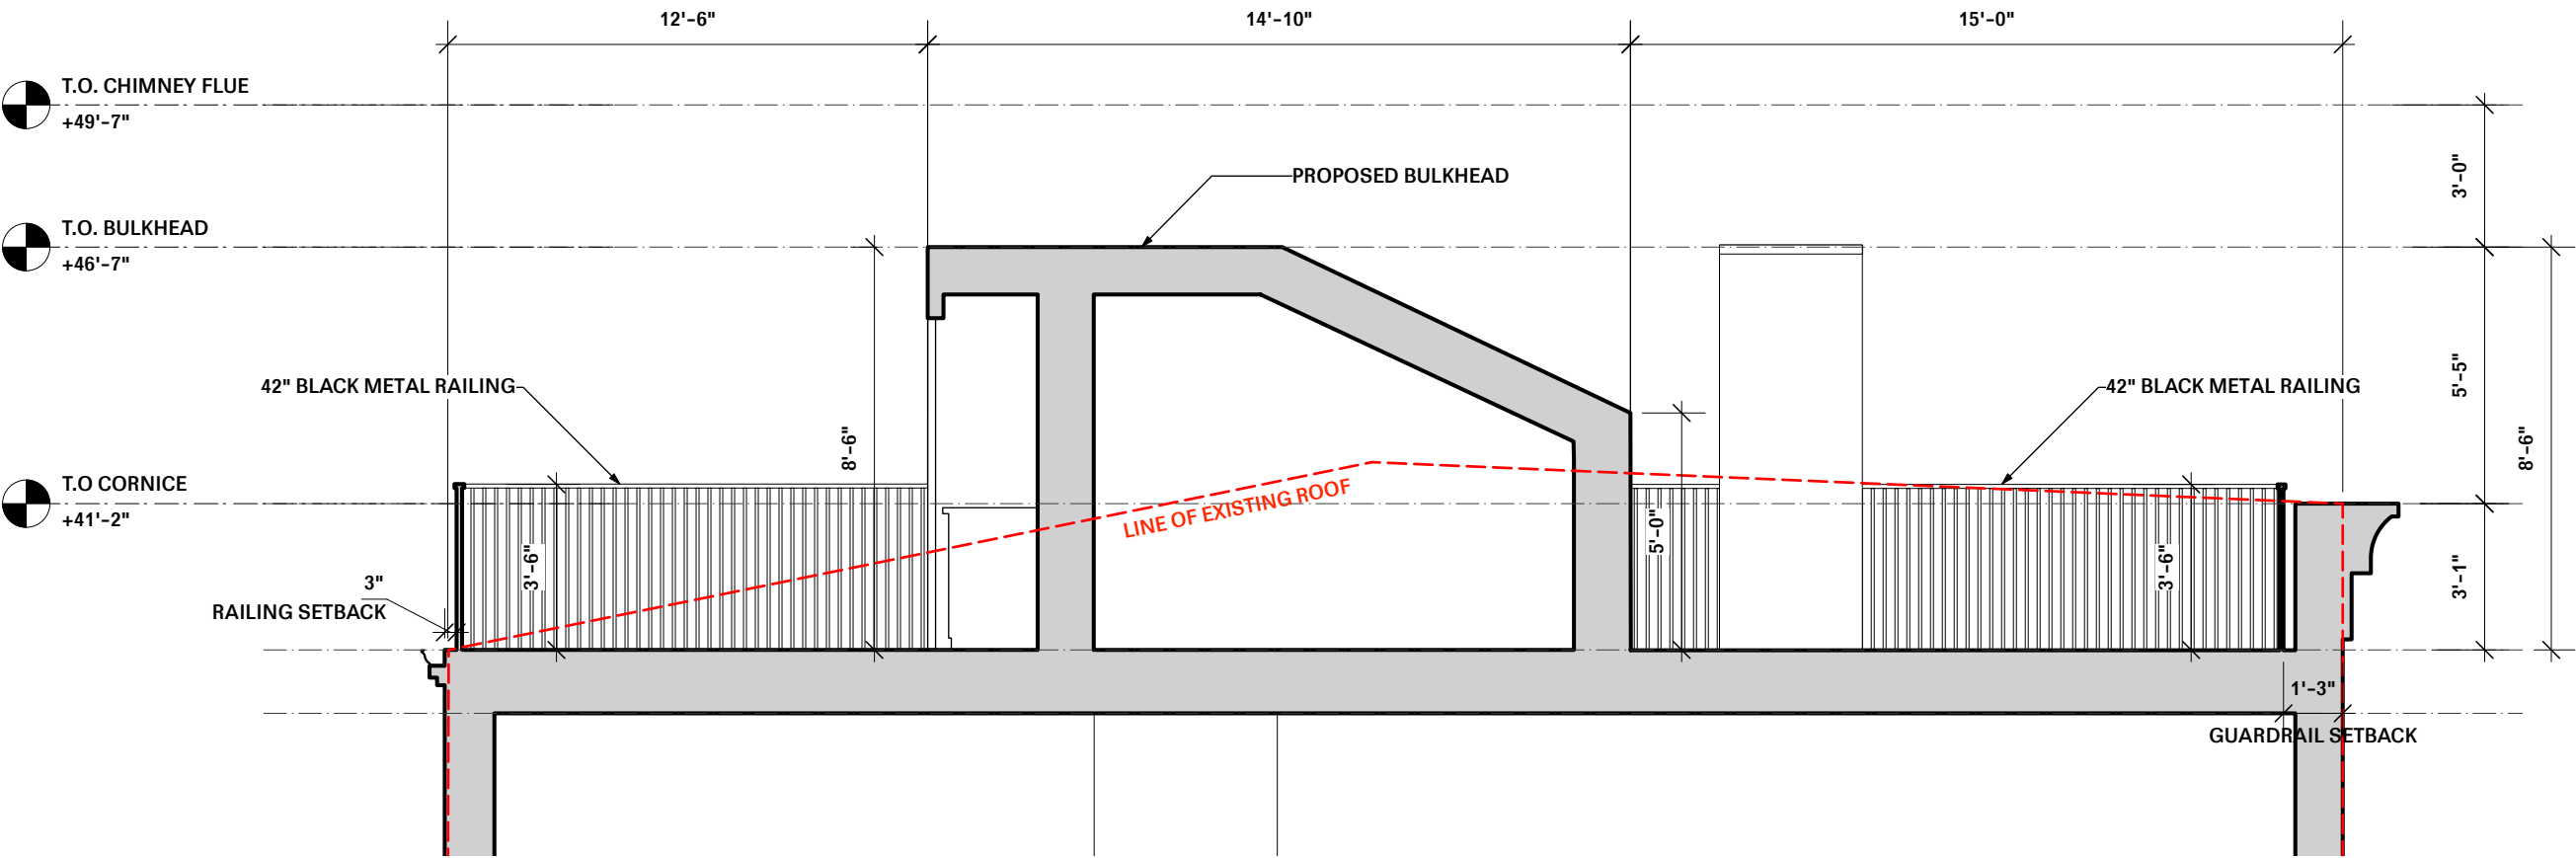 12'-6"
14'-10"
15'-0"
T.O. CHIMNEY FLUE
+49'-7"
3'-0"
PROPOSED BULKHEAD
T.O. BULKHEAD
+46'-7"
42" BLACK METAL RAILING
42" BLACK METAL RAILING
5'-5"
8'-6"
8'-6"
T.O CORNICE
+41'-2"
LINE OF EXISTING ROOF
5'-0"
3'-6"
3'-6"
3'-1"
3"
RAILING SETBACK
1'-3"
GUARDRAIL SETBACK